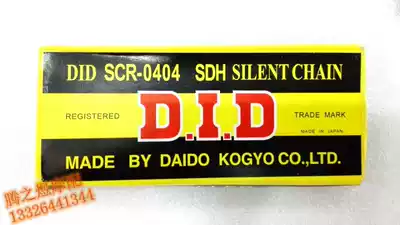 DID SCR-0404 SDH SILENT CHAIN
REGISTERED
D.I.D
TRADE MARK
MADE IN JAPAN
MADE BY DAIDO KOGYO CO.,LTD.
13326441344